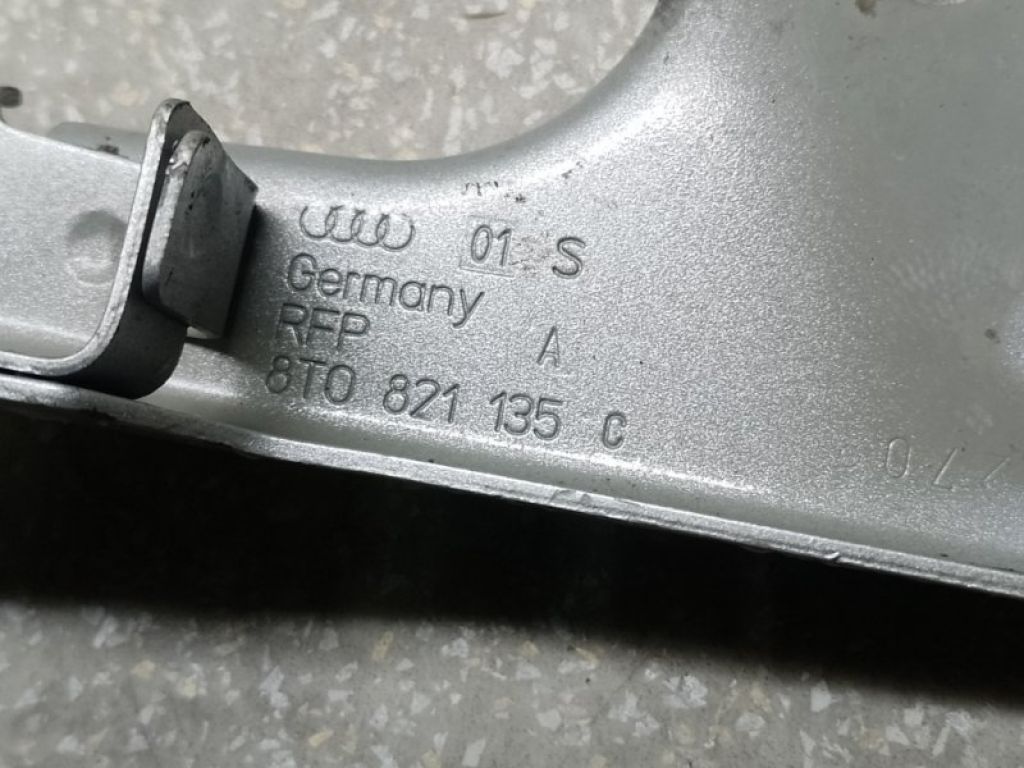 01 S
Germany
RFP A
8T0 821 135 C